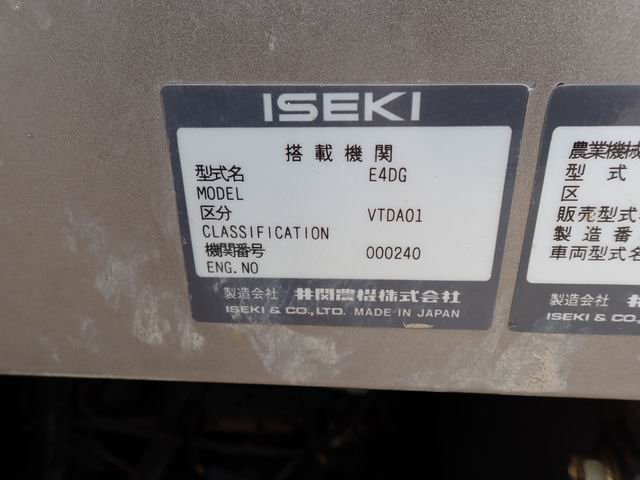 ISEKI
搭載機関
型式名 E4DG
MODEL
区分 VTDA01
CLASSIFICATION
機関番号 000240
ENG. NO
製造会社 井関農機株式会社
ISEKI & CO., LTD. MADE IN JAPAN
農業機械
型式
区
販売型式
製造番
車両型式名
製造会社
ISEKI & CO.